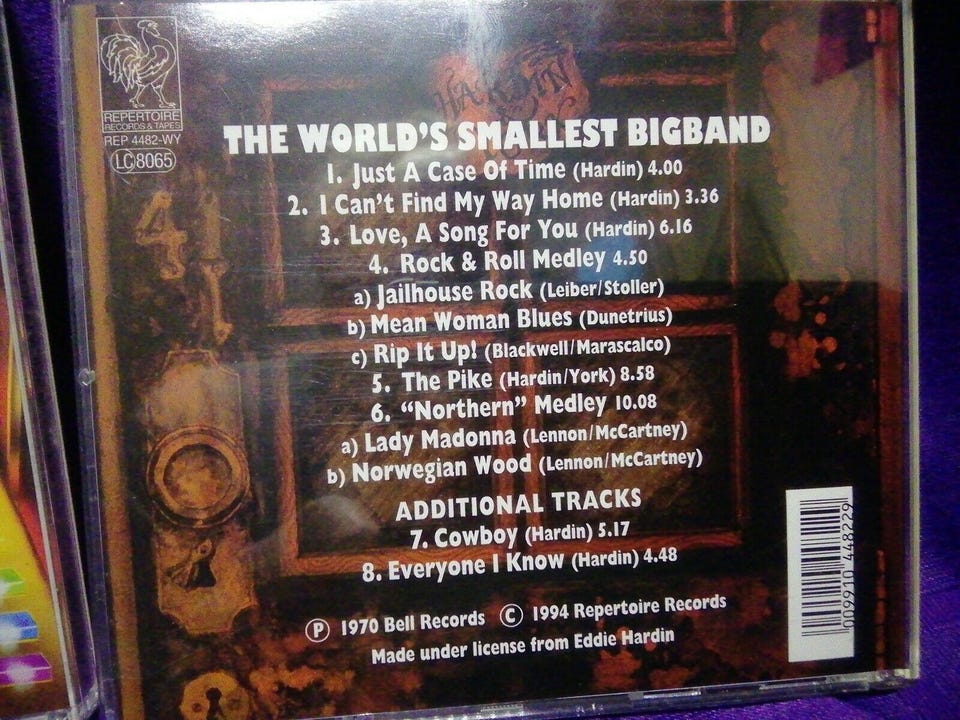 REPERTOIRE
RECORDS & TAPES
REP 4482-WY
LC 8065
HARDIN
THE WORLD'S SMALLEST BIGBAND
1. Just A Case Of Time (Hardin) 4.00
2. I Can't Find My Way Home (Hardin) 3.36
3. Love, A Song For You (Hardin) 6.16
4. Rock & Roll Medley 4.50
a) Jailhouse Rock (Leiber/Stoller)
b) Mean Woman Blues (Dunetrius)
c) Rip It Up! (Blackwell/Marascalco)
5. The Pike (Hardin/York) 8.58
6. “Northern” Medley 10.08
a) Lady Madonna (Lennon/McCartney)
b) Norwegian Wood (Lennon/McCartney)
ADDITIONAL TRACKS
7. Cowboy (Hardin) 5.17
8. Everyone I Know (Hardin) 4.48
Ⓟ 1970 Bell Records © 1994 Repertoire Records
Made under license from Eddie Hardin
009910 448229